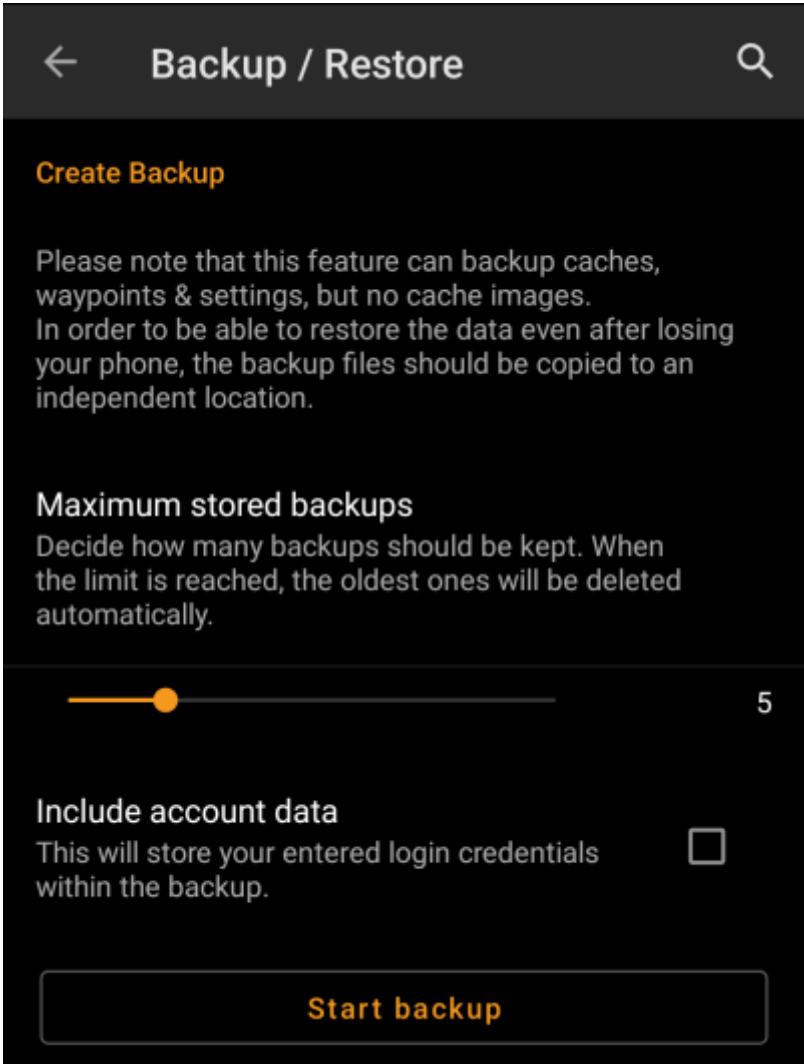 Backup / Restore
Create Backup
Please note that this feature can backup caches,
waypoints & settings, but no cache images.
In order to be able to restore the data even after losing
your phone, the backup files should be copied to an
independent location.
Maximum stored backups
Decide how many backups should be kept. When
the limit is reached, the oldest ones will be deleted
automatically.
5
Include account data
This will store your entered login credentials
within the backup.
Start backup